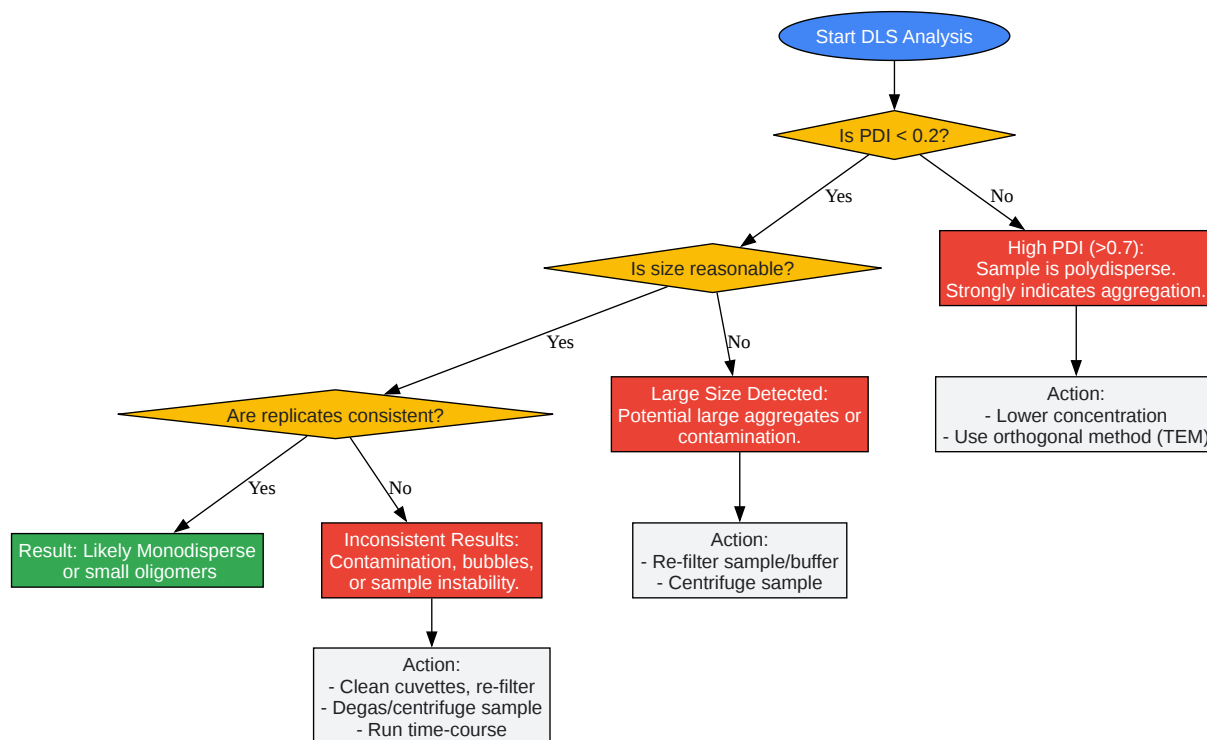 Start DLS Analysis
Is PDI < 0.2?
Yes
No
Is size reasonable?
High PDI (>0.7):
Sample is polydisperse.
Strongly indicates aggregation.
Yes
No
Are replicates consistent?
Large Size Detected:
Potential large aggregates or
contamination.
Action:
- Lower concentration
- Use orthogonal method (TEM)
Yes
No
Result: Likely Monodisperse
or small oligomers
Inconsistent Results:
Contamination, bubbles,
or sample instability.
Action:
- Re-filter sample/buffer
- Centrifuge sample
Action:
- Clean cuvettes, re-filter
- Degas/centrifuge sample
- Run time-course